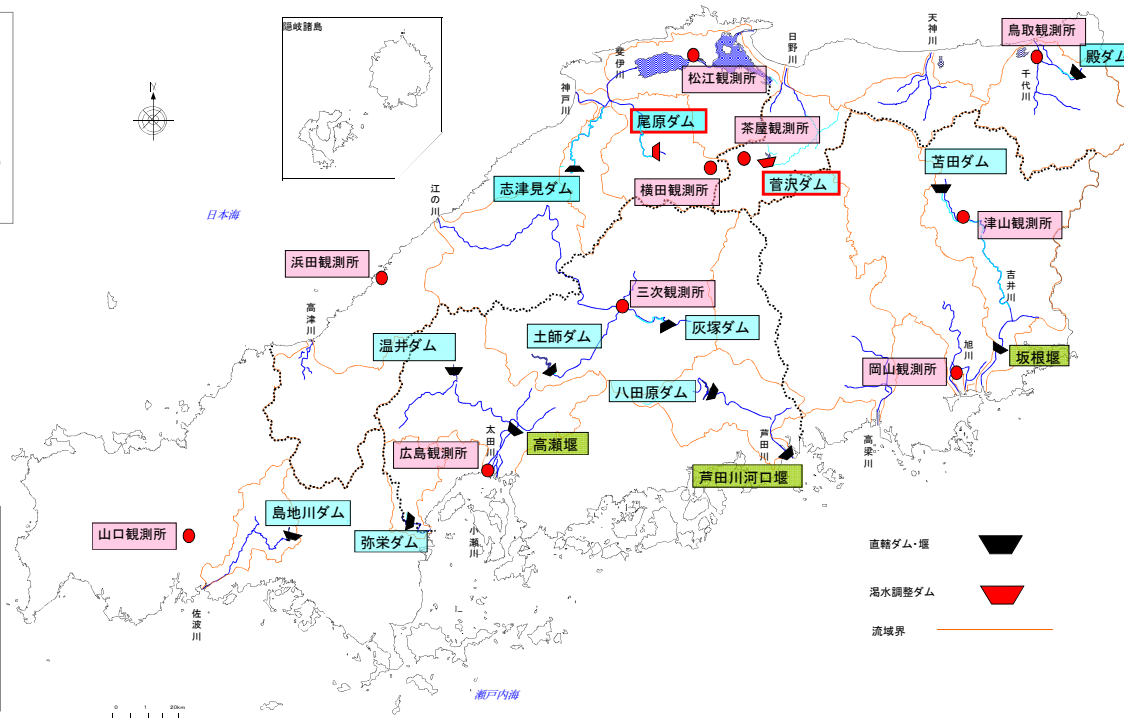 隠岐諸島
N
斐伊川
神戸川
日野川
天神川
千代川
鳥取観測所
殿ダム
松江観測所
尾原ダム
茶屋観測所
志津見ダム
横田観測所
菅沢ダム
苫田ダム
津山観測所
日本海
江の川
浜田観測所
高津川
三次観測所
土師ダム
灰塚ダム
温井ダム
吉井川
旭川
坂根堰
岡山観測所
八田原ダム
太田川
高瀬堰
広島観測所
芦田川
高梁川
芦田川河口堰
島地川ダム
弥栄ダム
小瀬川
山口観測所
佐波川
直轄ダム・堰
渇水調整ダム
流域界
瀬戸内海
0 1 20km